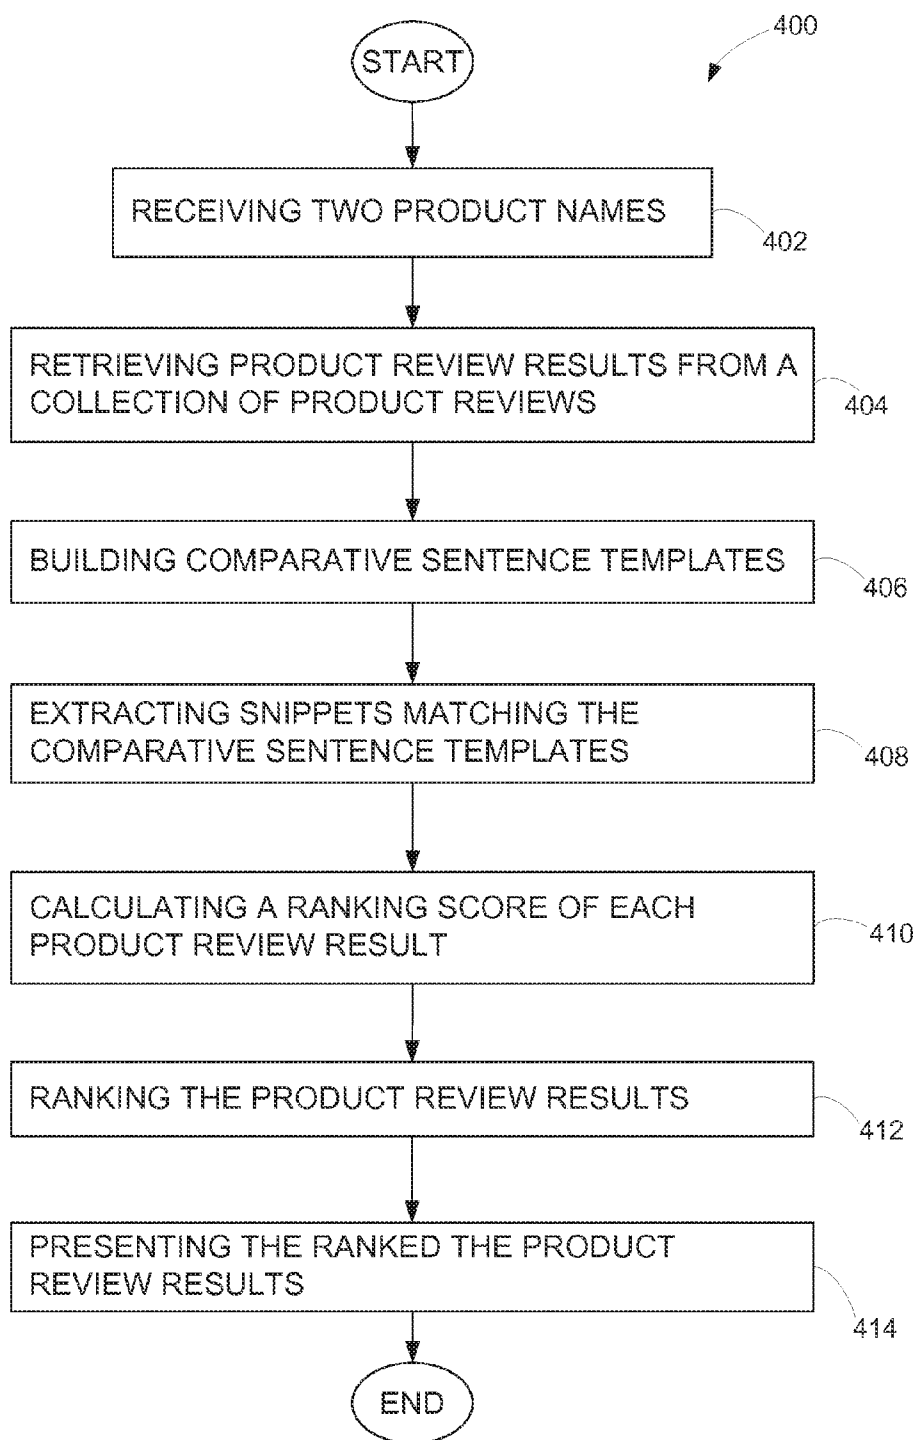 400
START
RECEIVING TWO PRODUCT NAMES
402
RETRIEVING PRODUCT REVIEW RESULTS FROM A
COLLECTION OF PRODUCT REVIEWS
404
BUILDING COMPARATIVE SENTENCE TEMPLATES
406
EXTRACTING SNIPPETS MATCHING THE
COMPARATIVE SENTENCE TEMPLATES
408
CALCULATING A RANKING SCORE OF EACH
PRODUCT REVIEW RESULT
410
RANKING THE PRODUCT REVIEW RESULTS
412
PRESENTING THE RANKED THE PRODUCT
REVIEW RESULTS
414
END